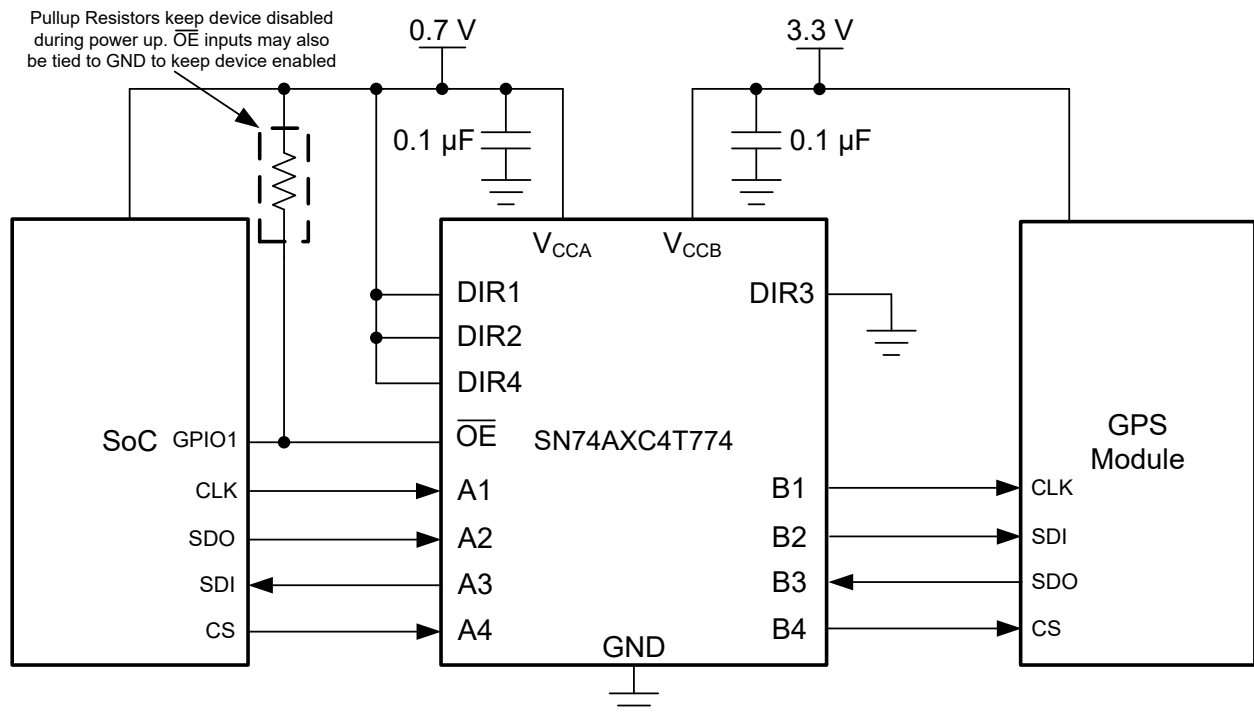 Pullup Resistors keep device disabled
during power up. O̅E̅ inputs may also
be tied to GND to keep device enabled
0.7 V
3.3 V
0.1 µF
0.1 µF
VCCA
VCCB
DIR1
DIR2
DIR4
DIR3
O̅E̅
SN74AXC4T774
SoC
GPIO1
CLK
SDO
SDI
CS
A1
A2
A3
A4
B1
B2
B3
B4
GND
GPS
Module
CLK
SDI
SDO
CS